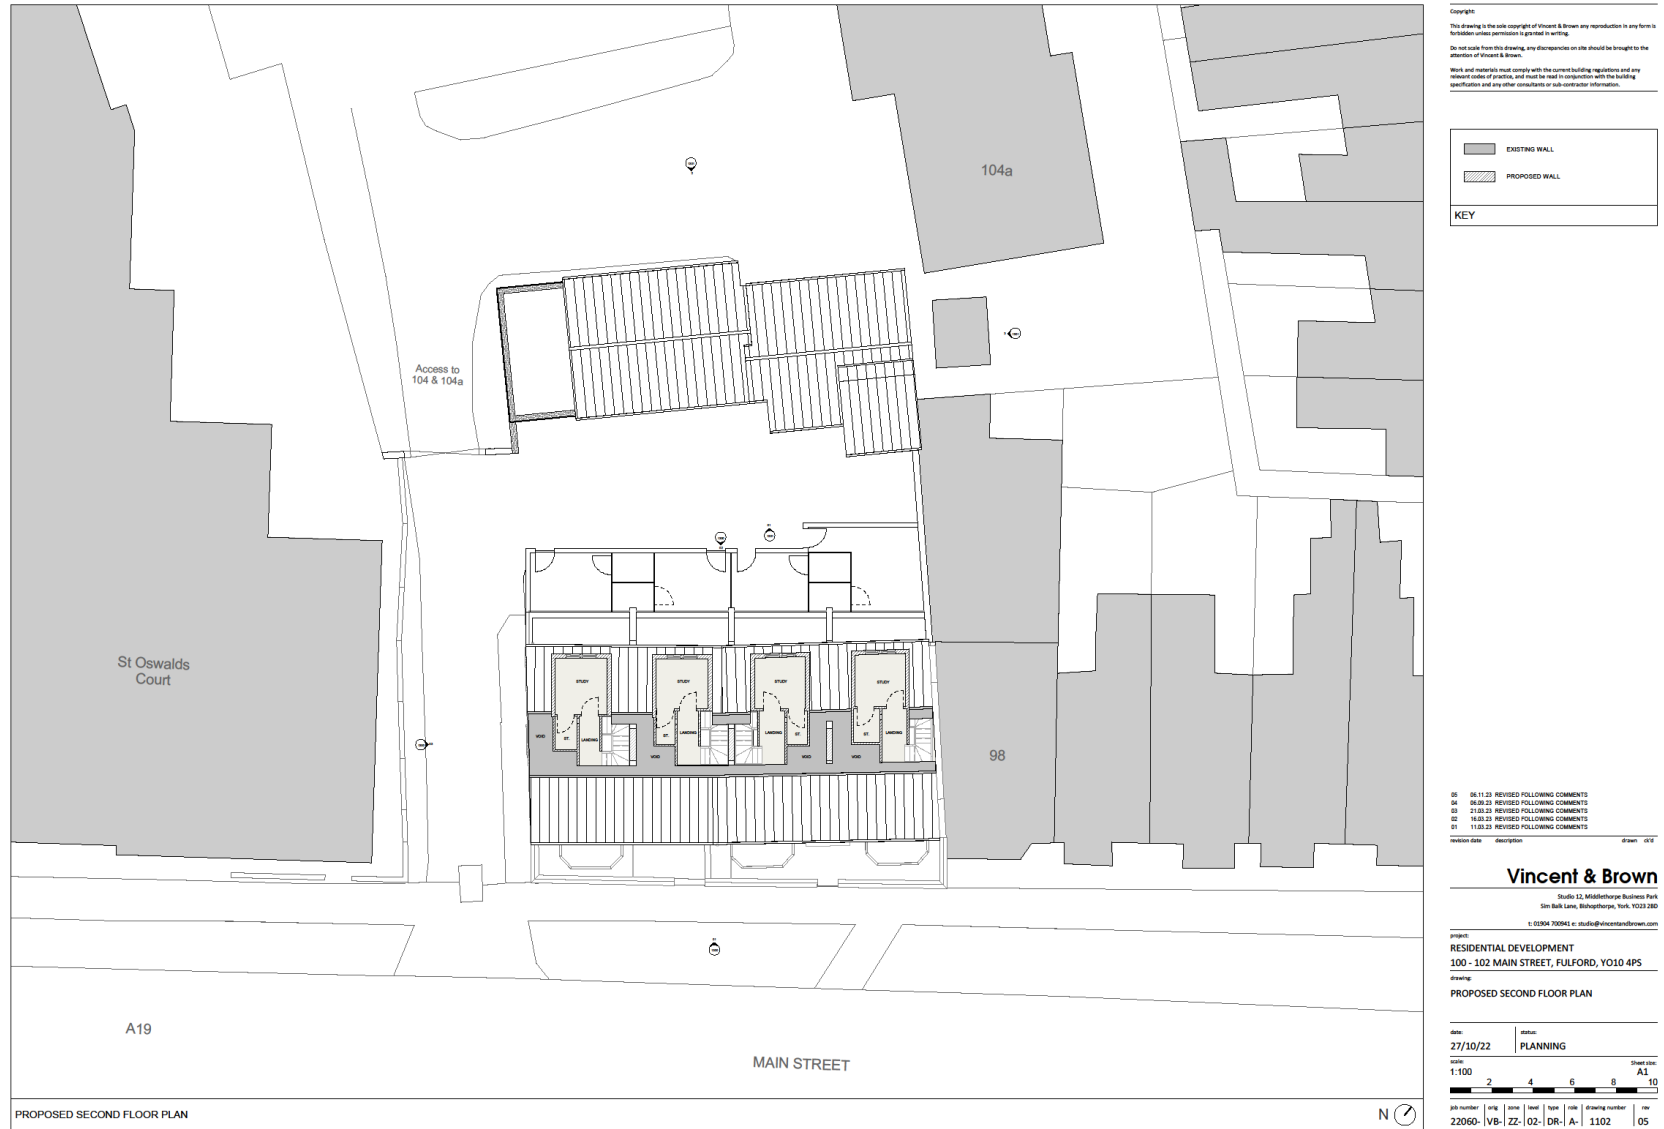 104a
Access to
104 & 104a
St Oswalds
Court
STUDY
STUDY
STUDY
STUDY
VOID
ST.
LANDING
VOID
ST.
LANDING
LANDING
ST.
VOID
VOID
ST.
LANDING
98
A19
MAIN STREET
PROPOSED SECOND FLOOR PLAN
N
Copyright:
This drawing is the sole copyright of Vincent & Brown any reproduction in any form is
forbidden unless permission is granted in writing.
Do not scale from this drawing, any discrepancies on site should be brought to the
attention of Vincent & Brown.
Work and materials must comply with the current building regulations and any
relevant codes of practice, and must be read in conjunction with the building
specification and any other consultants or sub-contractor information.
EXISTING WALL
PROPOSED WALL
KEY
05 06.11.23 REVISED FOLLOWING COMMENTS
04 06.09.23 REVISED FOLLOWING COMMENTS
03 21.03.23 REVISED FOLLOWING COMMENTS
02 16.03.23 REVISED FOLLOWING COMMENTS
01 11.03.23 REVISED FOLLOWING COMMENTS
revision date description drawn ck'd
Vincent & Brown
Studio 12, Middlethorpe Business Park
Sim Balk Lane, Bishopthorpe, York. YO23 2BD
t: 01904 700941 e: studio@vincentandbrown.com
project:
RESIDENTIAL DEVELOPMENT
100 - 102 MAIN STREET, FULFORD, YO10 4PS
drawing:
PROPOSED SECOND FLOOR PLAN
date: status:
27/10/22 PLANNING
scale: Sheet size:
1:100 A1
2 4 6 8 10
job number orig zone level type role drawing number rev
22060- VB- ZZ- 02- DR- A- 1102 05